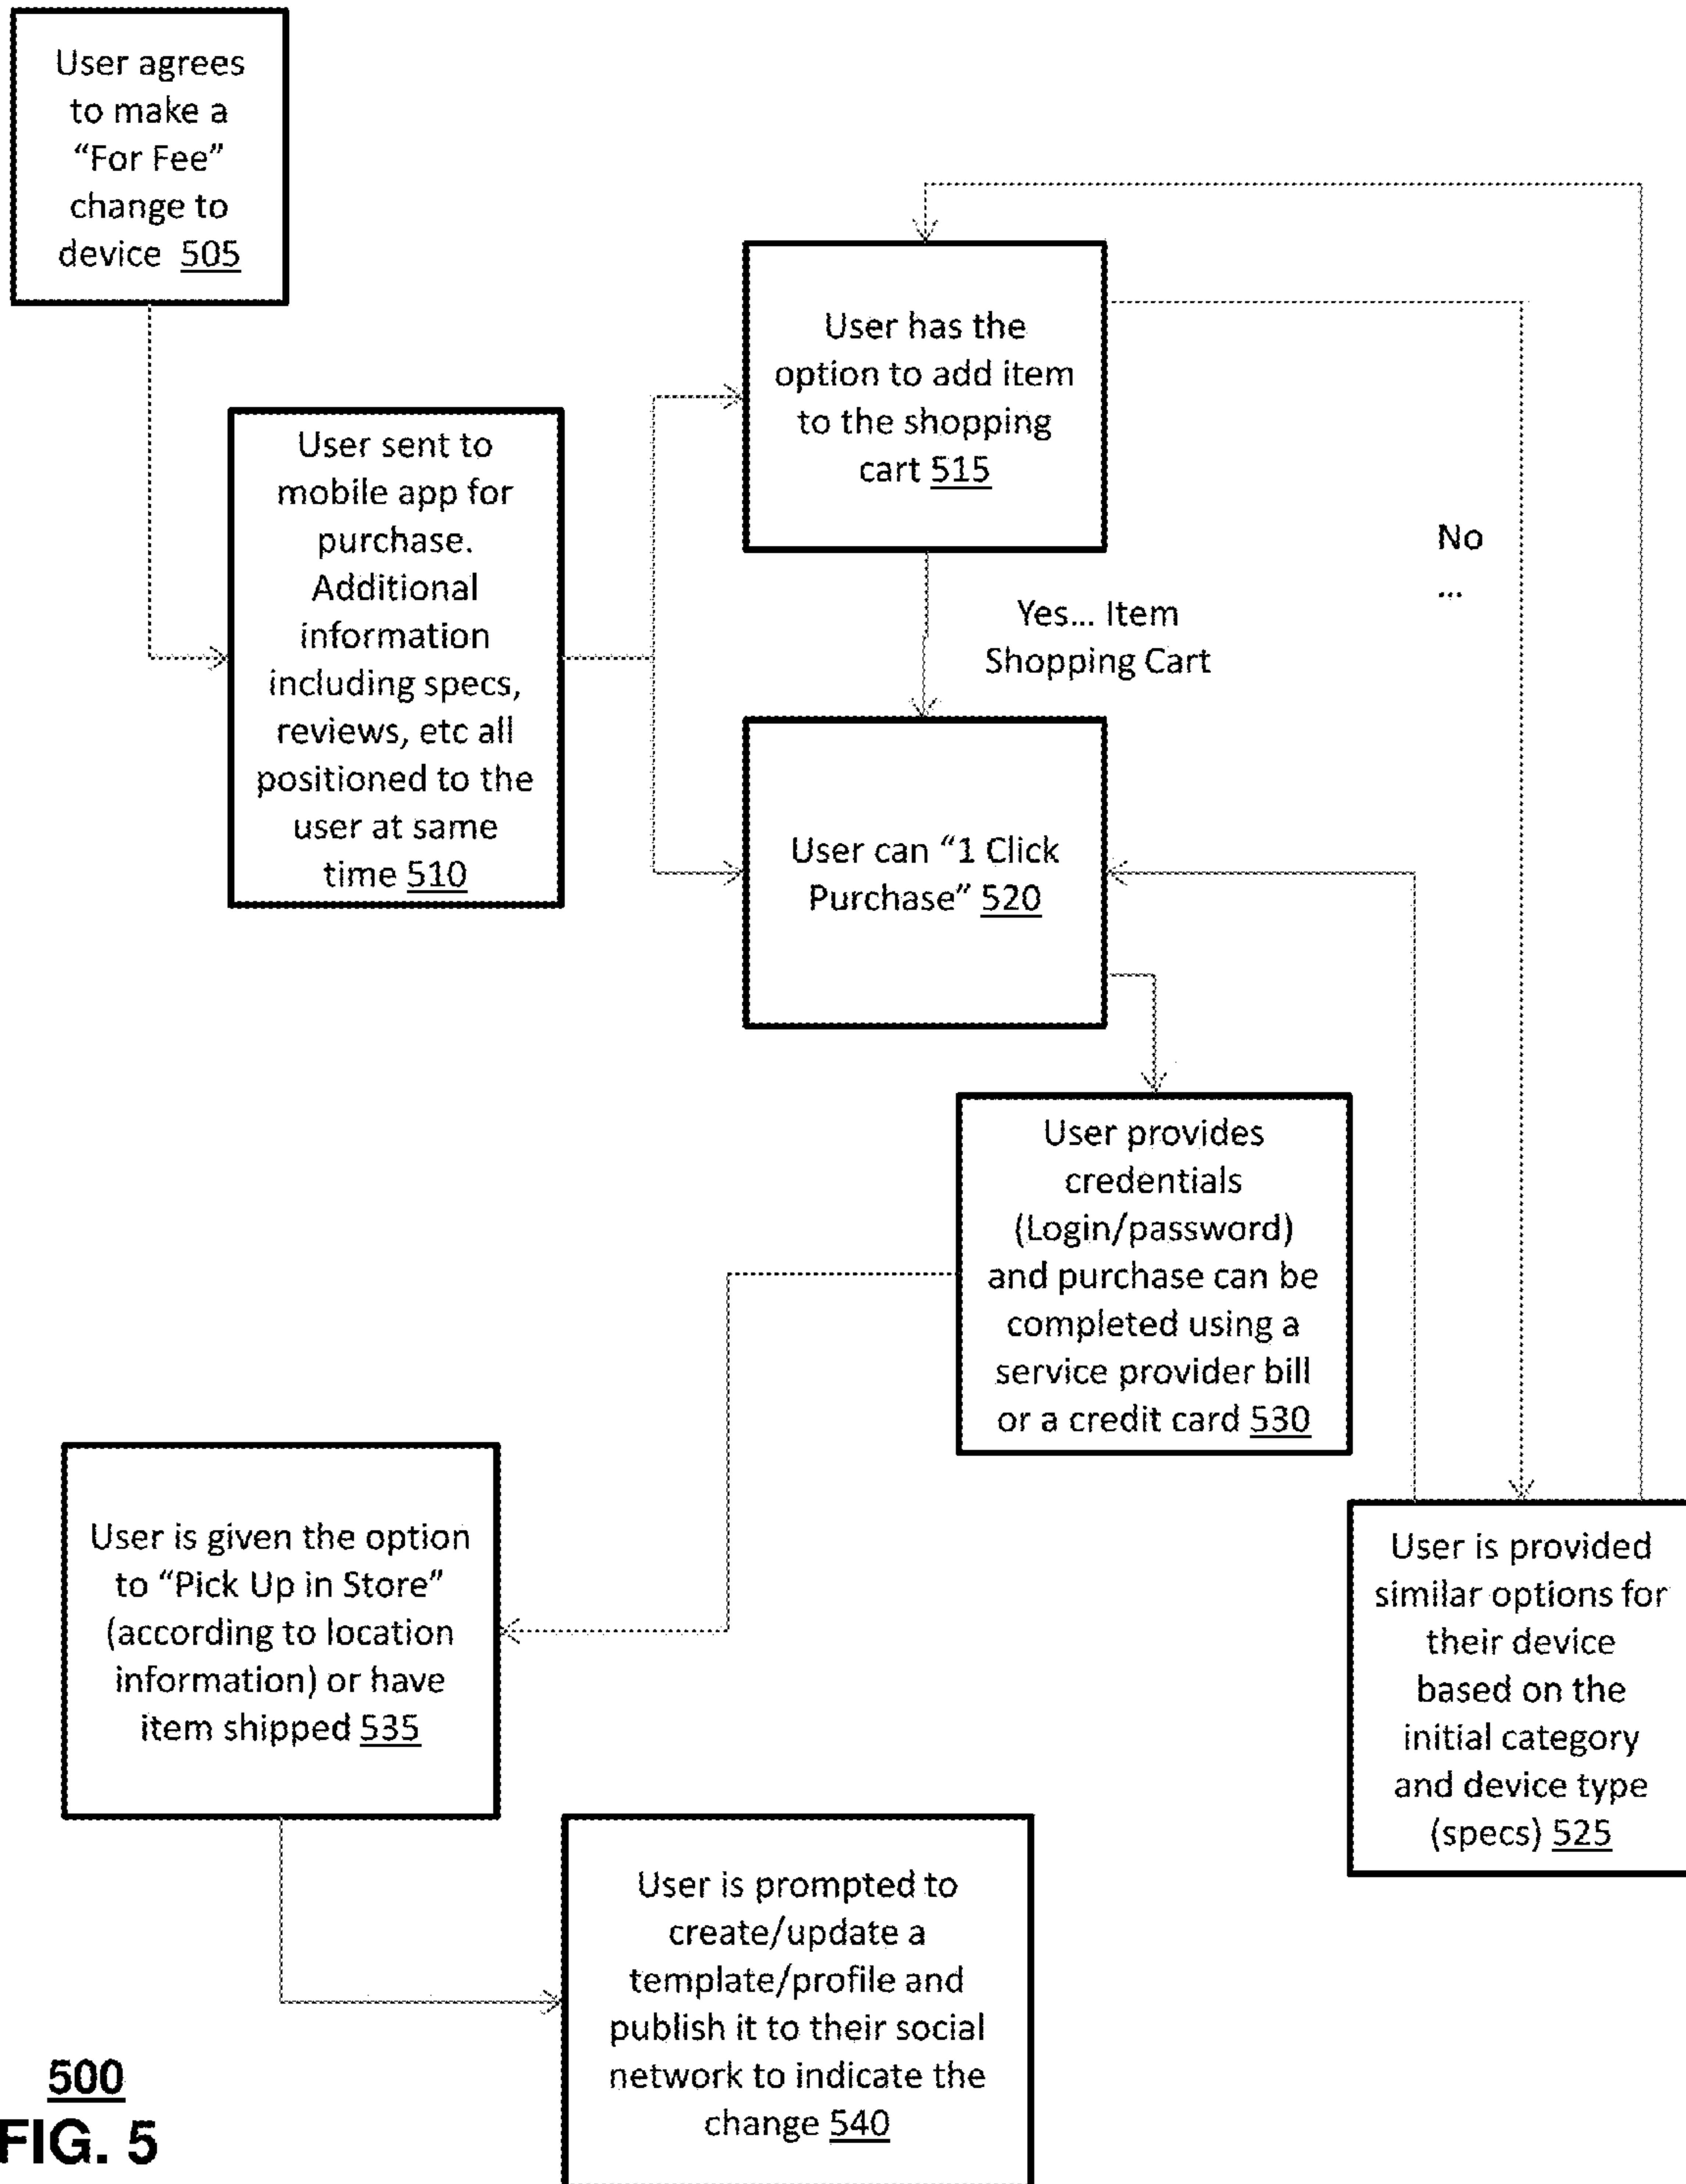 User agrees
to make a
“For Fee”
change to
device 505
User sent to
mobile app for
purchase.
Additional
information
including specs,
reviews, etc all
positioned to the
user at same
time 510
User has the
option to add item
to the shopping
cart 515
No
...
Yes... Item
Shopping Cart
User can “1 Click
Purchase” 520
User provides
credentials
(Login/password)
and purchase can be
completed using a
service provider bill
or a credit card 530
User is provided
similar options for
their device
based on the
initial category
and device type
(specs) 525
User is given the option
to “Pick Up in Store”
(according to location
information) or have
item shipped 535
User is prompted to
create/update a
template/profile and
publish it to their social
network to indicate the
change 540
500
FIG. 5